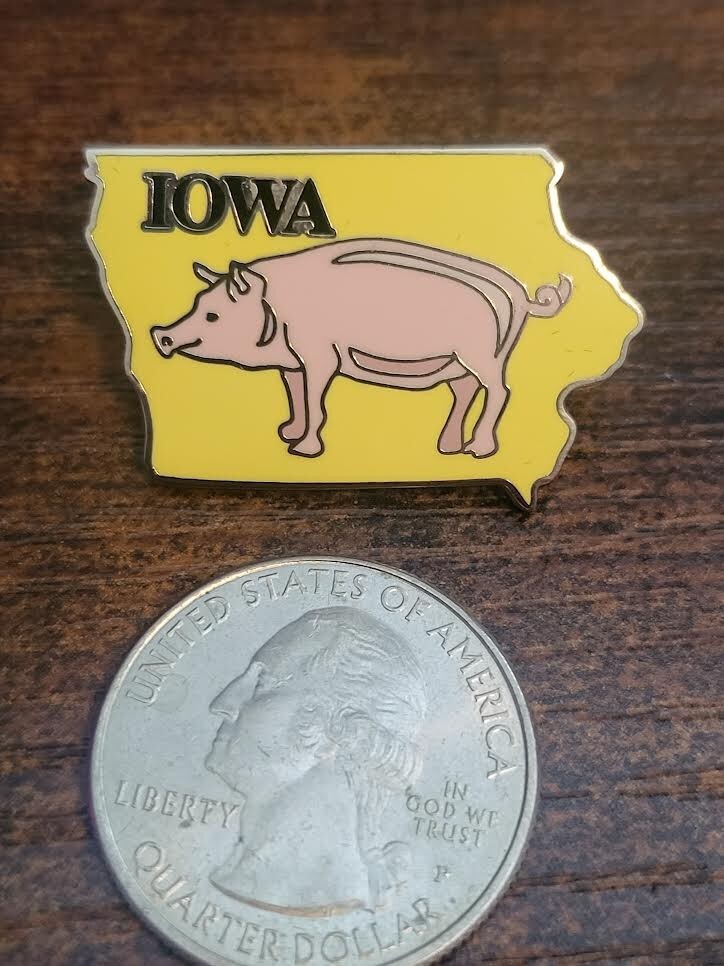 IOWA
UNITED STATES OF AMERICA
LIBERTY
IN
GOD WE
TRUST
P
QUARTER DOLLAR